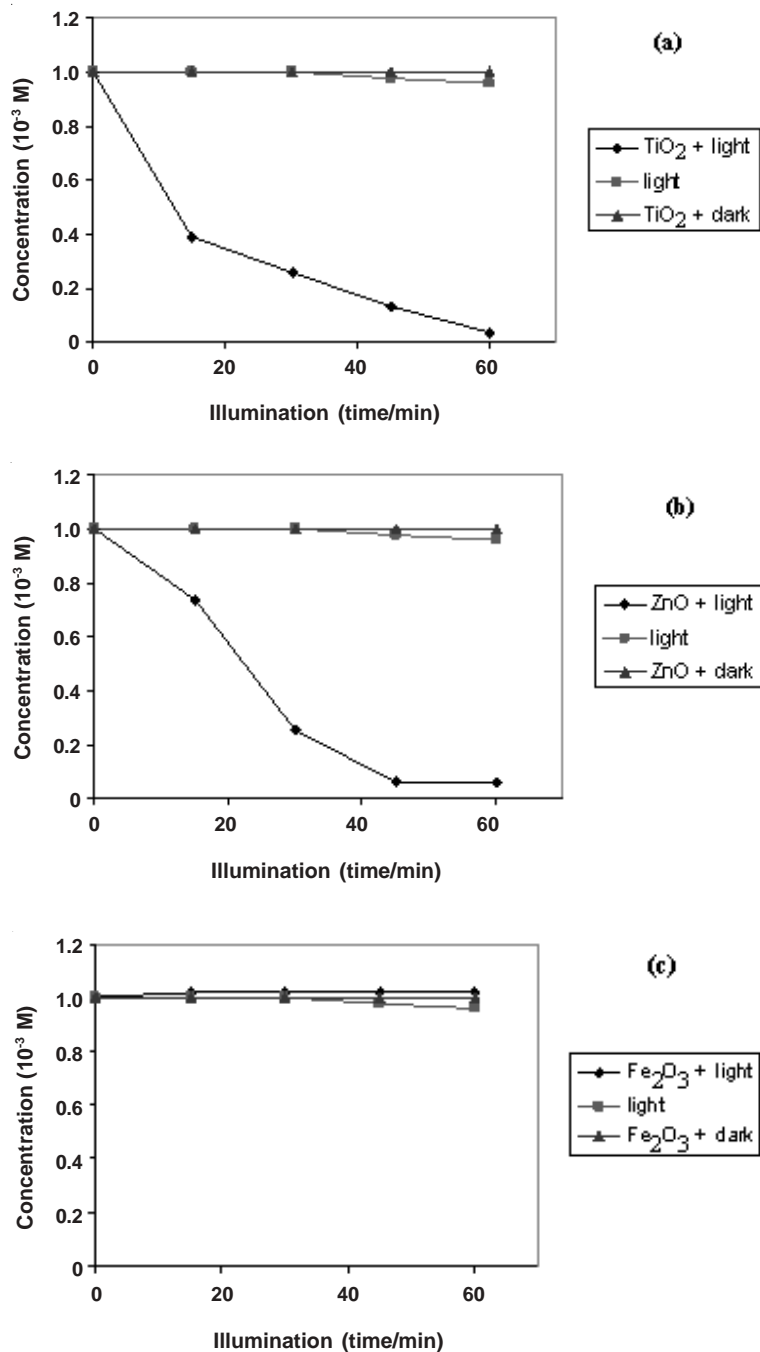 (a)
1.2
1.0
0.8
0.6
0.4
0.2
0
Concentration (10⁻³ M)
0 20 40 60
Illumination (time/min)
TiO₂ + light
light
TiO₂ + dark
(b)
1.2
1.0
0.8
0.6
0.4
0.2
0
Concentration (10⁻³ M)
0 20 40 60
Illumination (time/min)
ZnO + light
light
ZnO + dark
(c)
1.2
1.0
0.8
0.6
0.4
0.2
0
Concentration (10⁻³ M)
0 20 40 60
Illumination (time/min)
Fe₂O₃ + light
light
Fe₂O₃ + dark